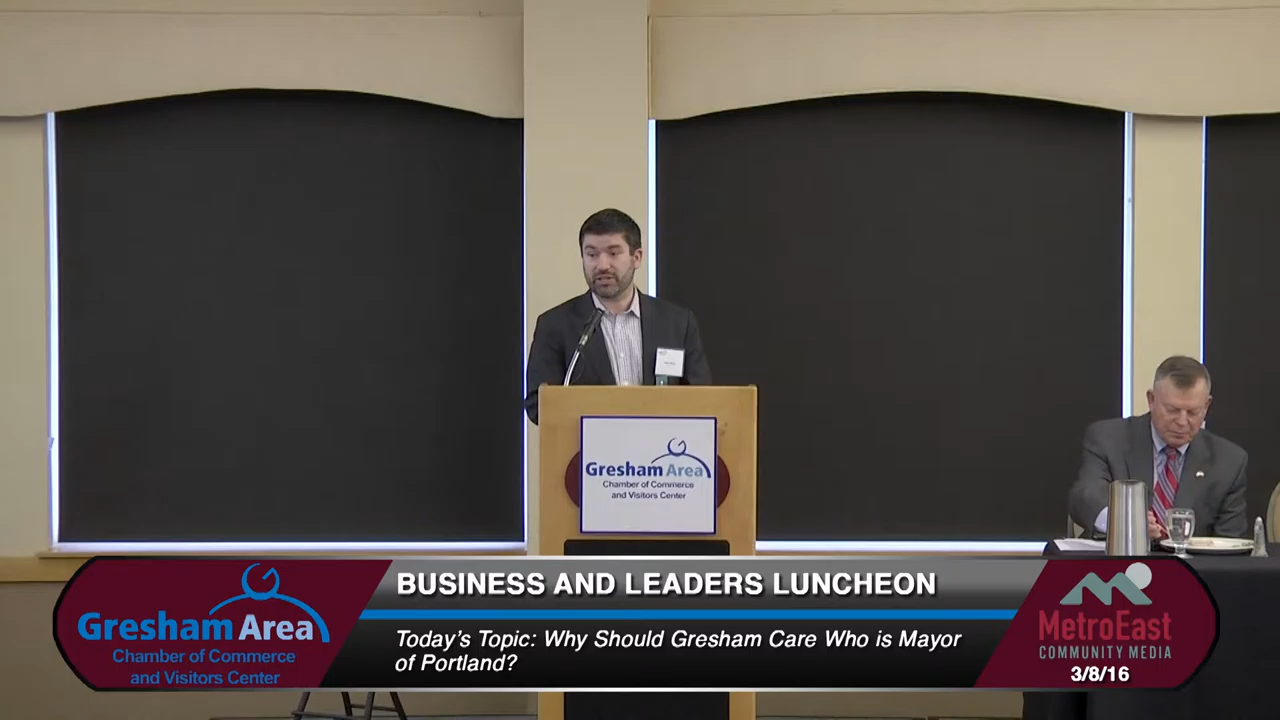 Gresham Area
Chamber of Commerce
and Visitors Center
Gresham Area
Chamber of Commerce
and Visitors Center
BUSINESS AND LEADERS LUNCHEON
Today's Topic: Why Should Gresham Care Who is Mayor
of Portland?
MetroEast
COMMUNITY MEDIA
3/8/16